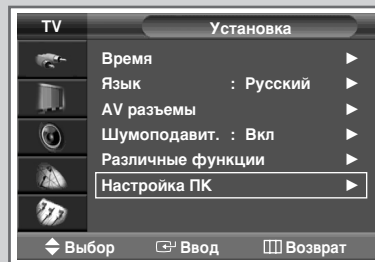 TV Установка
Время
Язык : Русский
AV разъемы
Шумоподавит. : Вкл
Различные функции
Настройка ПК
Выбор Ввод Возврат